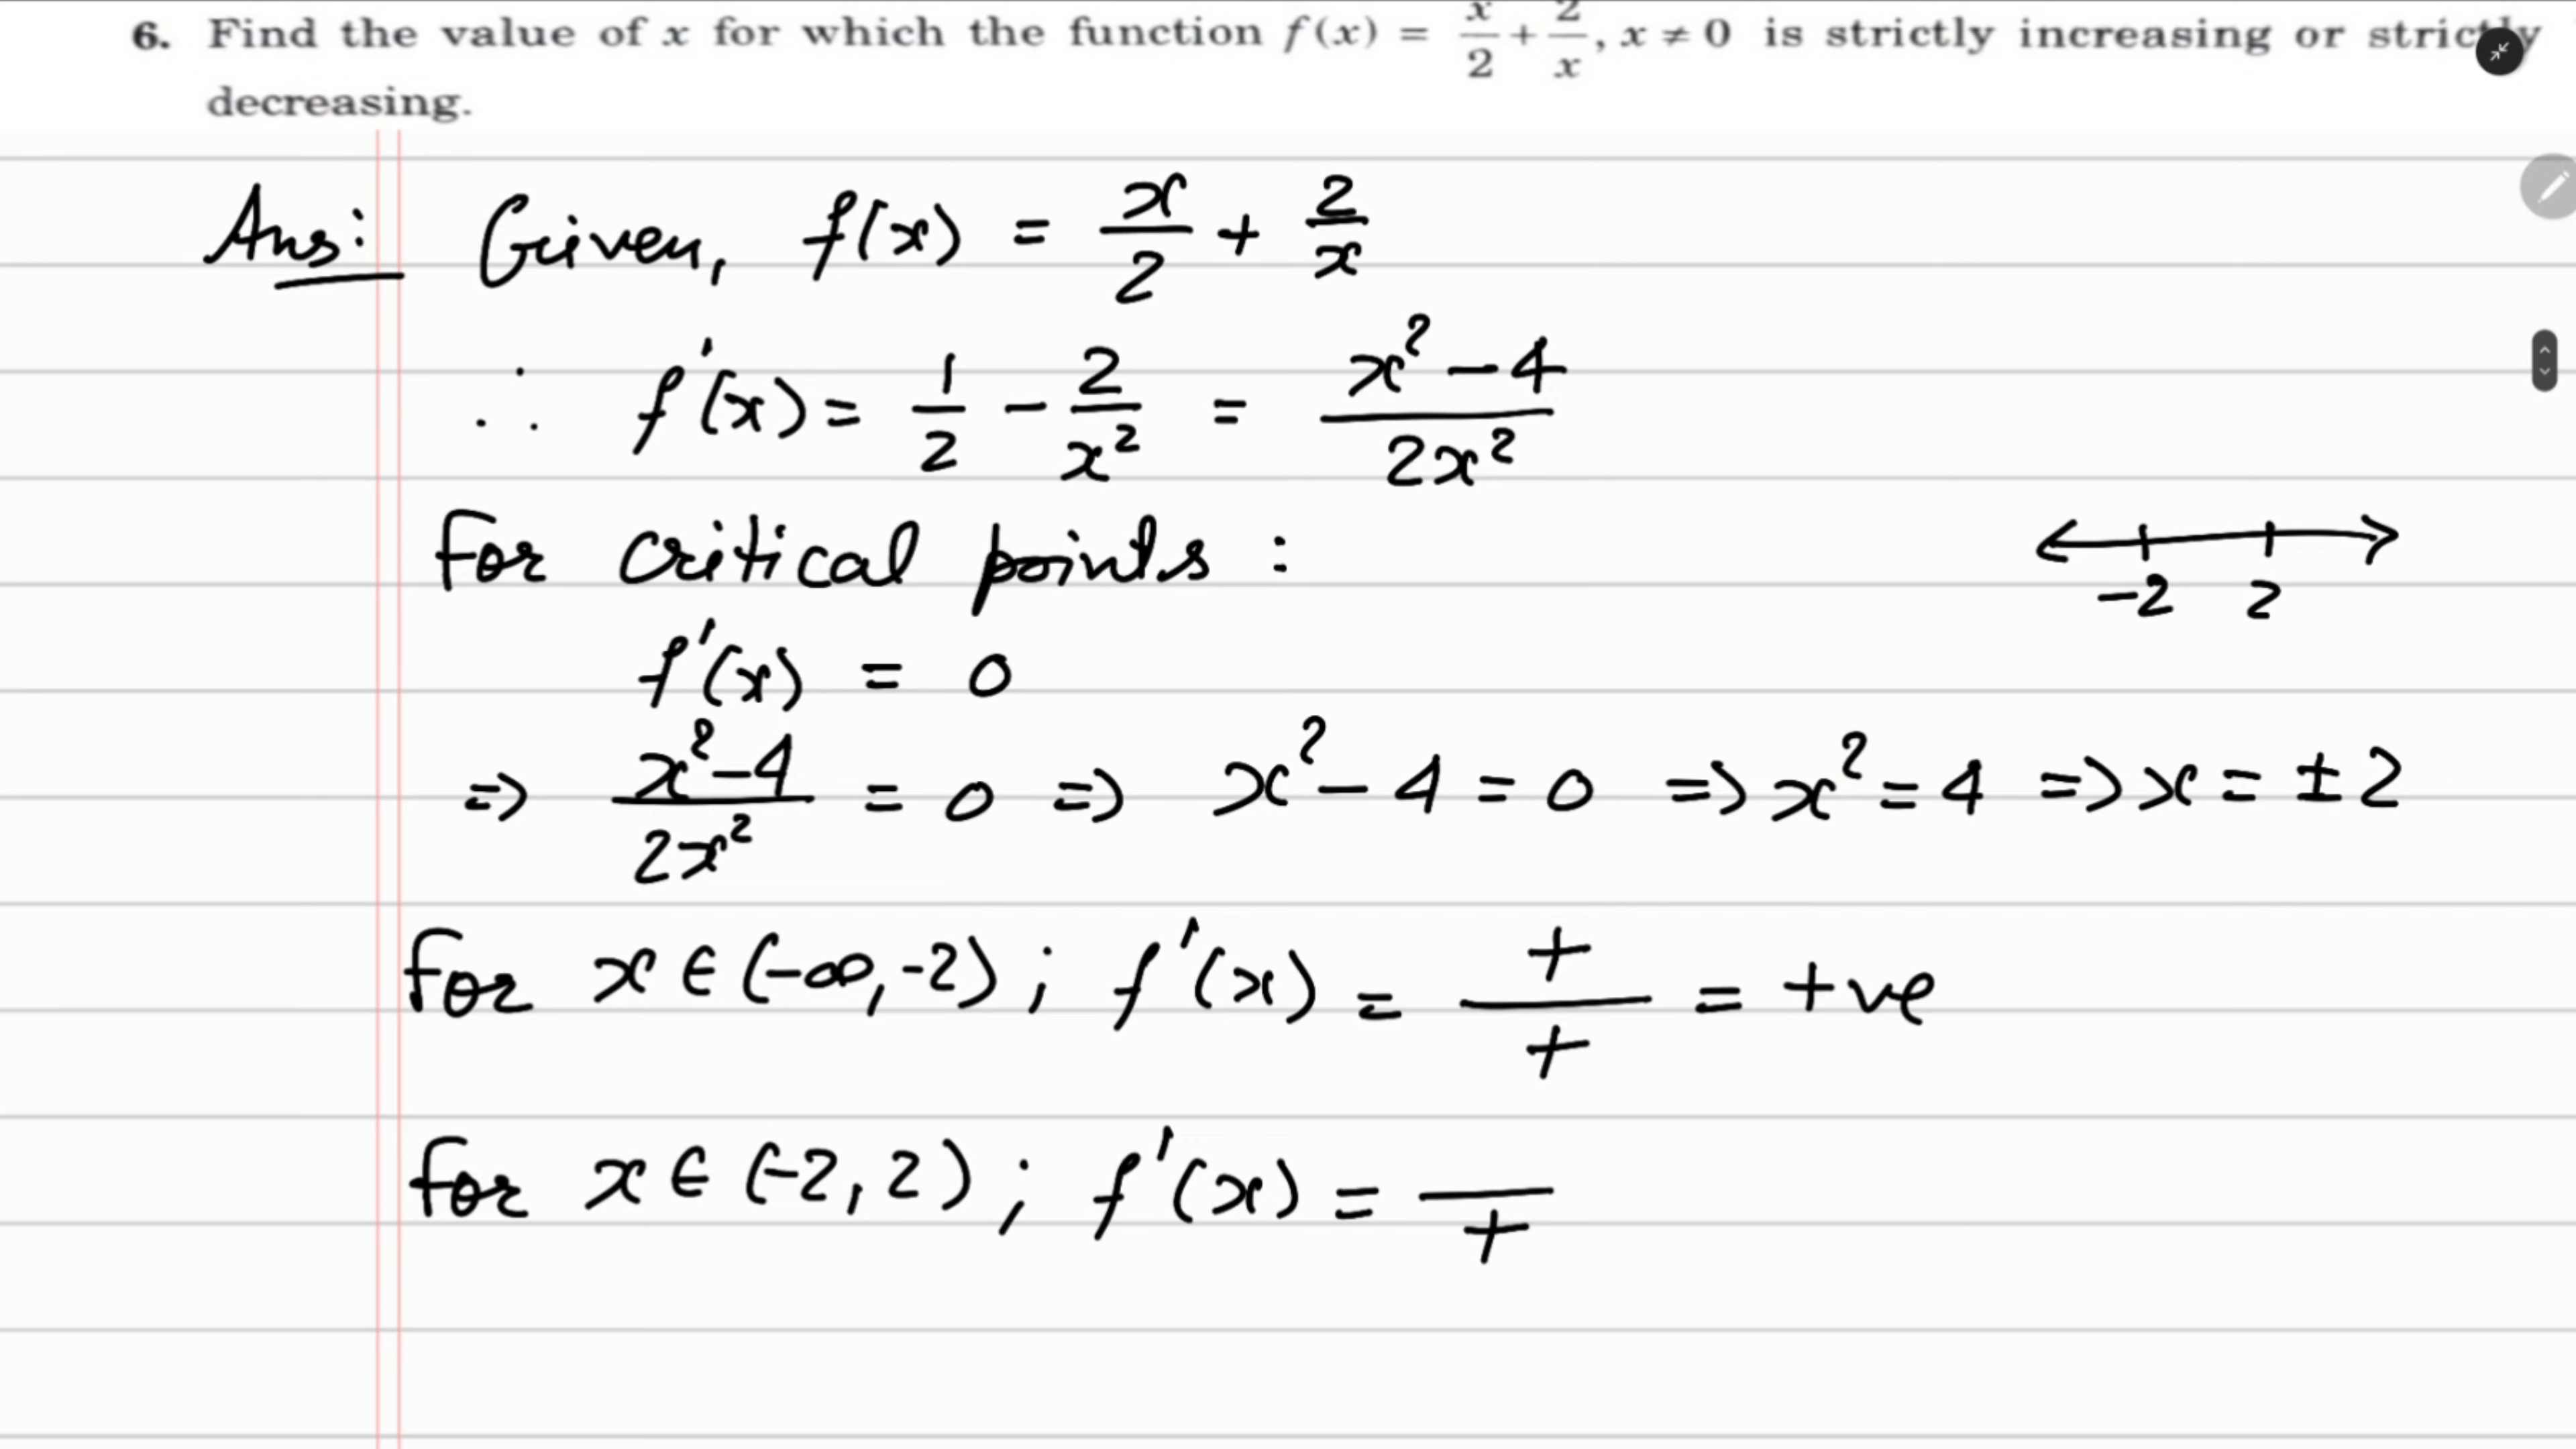 6. Find the value of x for which the function f(x) = x/2 + 2/x, x ≠ 0 is strictly increasing or strictly
decreasing.
Ans: Given, f(x) = x/2 + 2/x
∴ f'(x) = 1/2 - 2/x² = (x² - 4)/(2x²)
For critical points :
-2 2
f'(x) = 0
=> (x² - 4)/(2x²) = 0 => x² - 4 = 0 => x² = 4 => x = ±2
For x ∈ (-∞, -2) ; f'(x) = +/+ = +ve
For x ∈ (-2, 2) ; f'(x) = /+